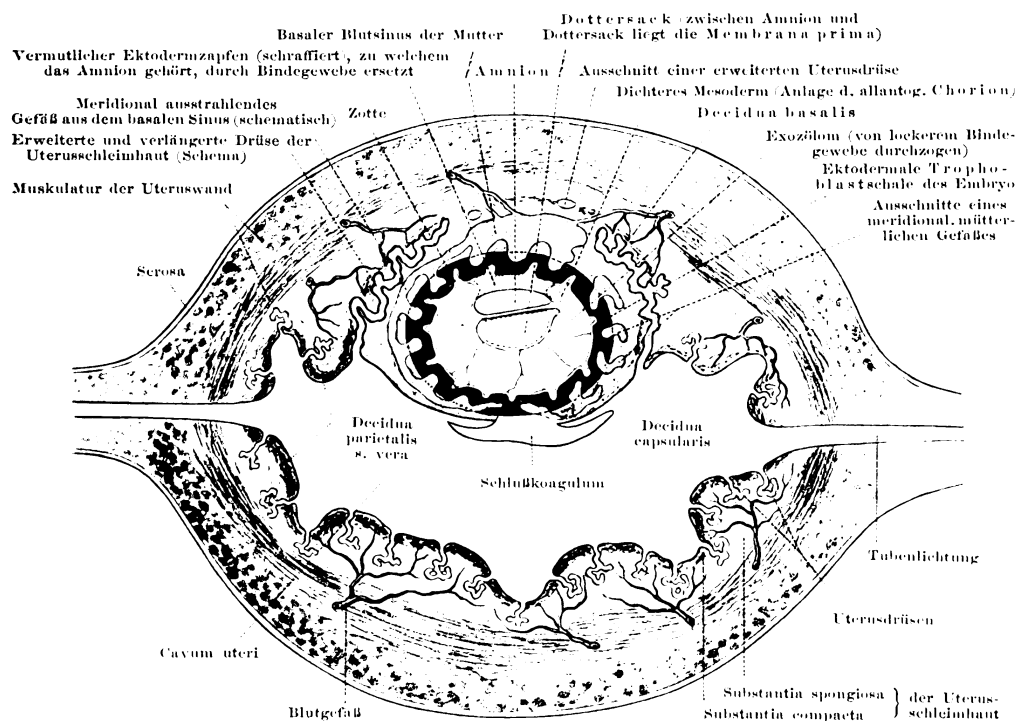 Dottersack (zwischen Amnion und
Dottersack liegt die Membrana prima)
Basaler Blutsinus der Mutter
Vermutlicher Ektodermzapfen (schraffiert), zu welchem
das Amnion gehört, durch Bindegewebe ersetzt
Amnion
Ausschnitt einer erweiterten Uterusdrüse
Dichteres Mesoderm (Anlage d. allantog. Chorion)
Meridional ausstrahlendes
Gefäß aus dem basalen Sinus (schematisch)
Zotte
Decidua basalis
Erweiterte und verlängerte Drüse der
Uterusschleimhaut (Schema)
Exozölom (von lockerem Binde-
gewebe durchzogen)
Muskulatur der Uteruswand
Ektodermale Tropho-
blastschale des Embryo
Ausschnitte eines
meridional. mütter-
lichen Gefäßes
Serosa
Decidua
parietalis
s. vera
Decidua
capsularis
Schlußkoagulum
Tubenlichtung
Uterusdrüsen
Cavum uteri
Blutgefäß
Substantia spongiosa
Substantia compacta
} der Uterus-
schleimhaut